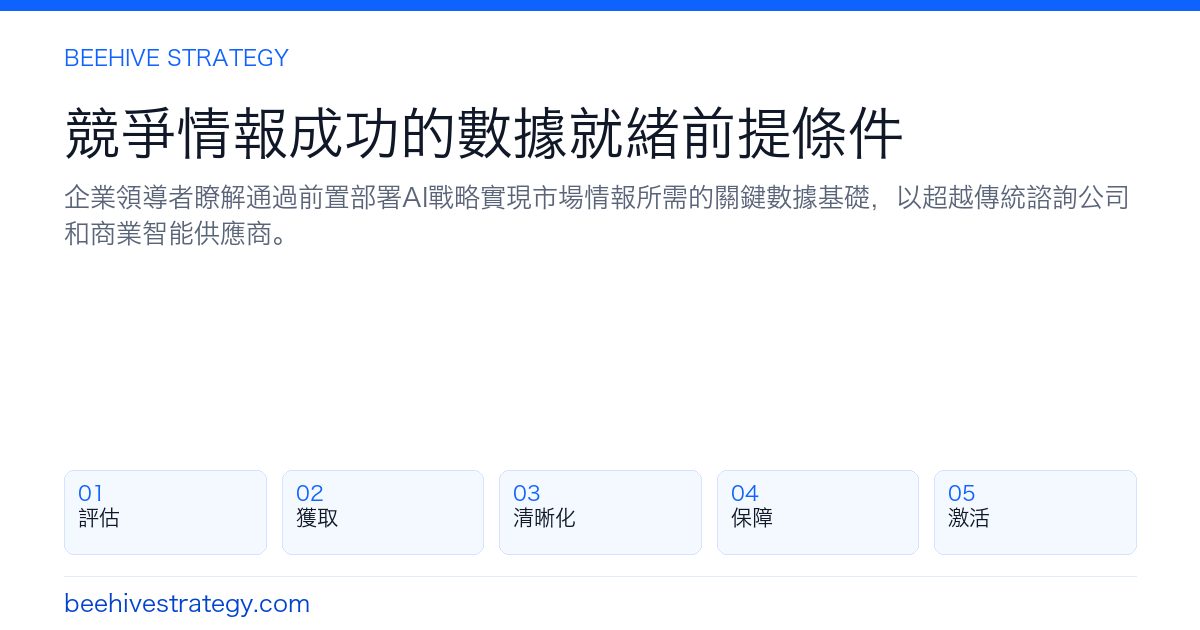 BEEHIVE STRATEGY
競爭情報成功的數據就緒前提條件
企業領導者瞭解通過前置部署AI戰略實現市場情報所需的關鍵數據基礎，以超越傳統諮詢公司
和商業智能供應商。
01
評估
02
獲取
03
清晰化
04
保障
05
激活
beehivestrategy.com